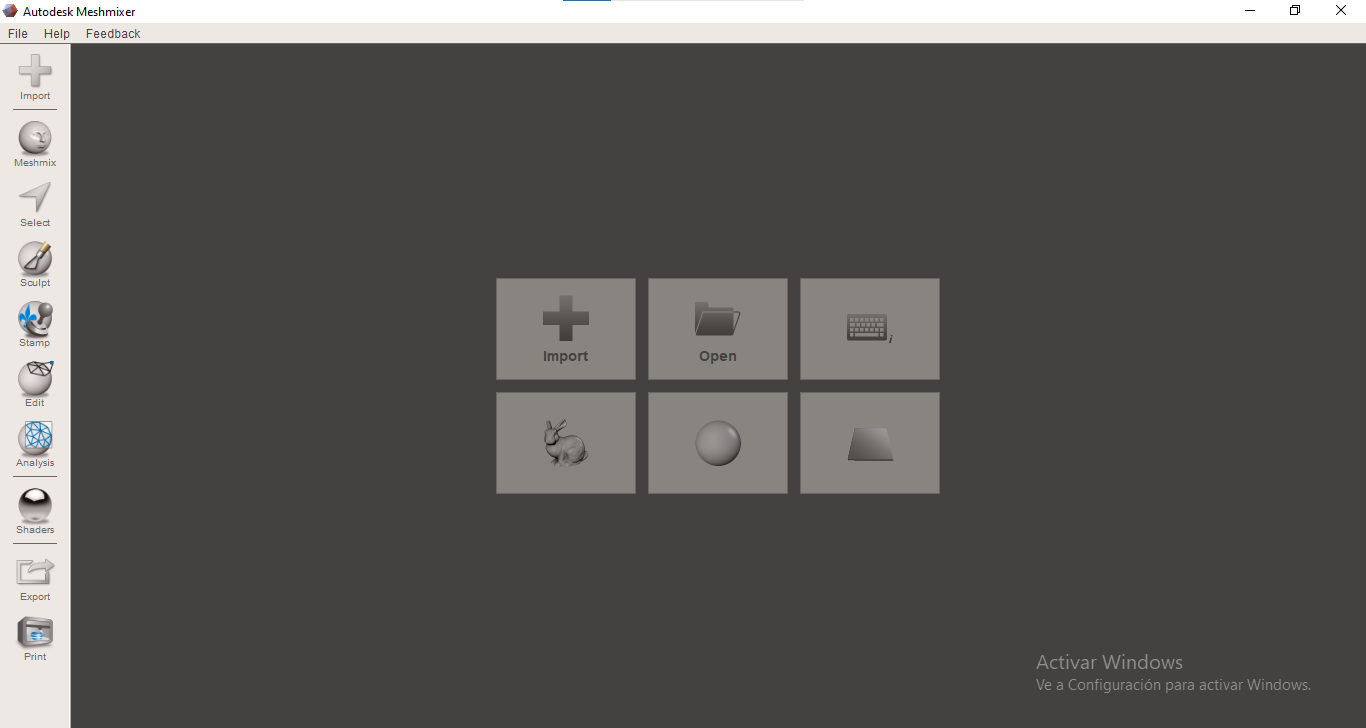 Autodesk Meshmixer
File Help Feedback
Import
Meshmix
Select
Sculpt
Stamp
Edit
Analysis
Shaders
Export
Print
Import
Open
i
Activar Windows
Ve a Configuración para activar Windows.